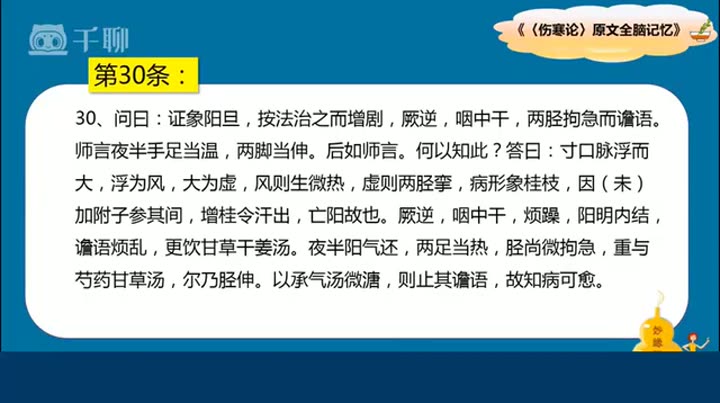 千聊
《〈伤寒论〉原文全脑记忆》
第30条：
30、问曰：证象阳旦，按法治之而增剧，厥逆，咽中干，两胫拘急而谵语。
师言夜半手足当温，两脚当伸。后如师言。何以知此？答曰：寸口脉浮而
大，浮为风，大为虚，风则生微热，虚则两胫挛，病形象桂枝，因（未）
加附子参其间，增桂令汗出，亡阳故也。厥逆，咽中干，烦躁，阳明内结，
谵语烦乱，更饮甘草干姜汤。夜半阳气还，两足当热，胫尚微拘急，重与
芍药甘草汤，尔乃胫伸。以承气汤微溏，则止其谵语，故知病可愈。
妙